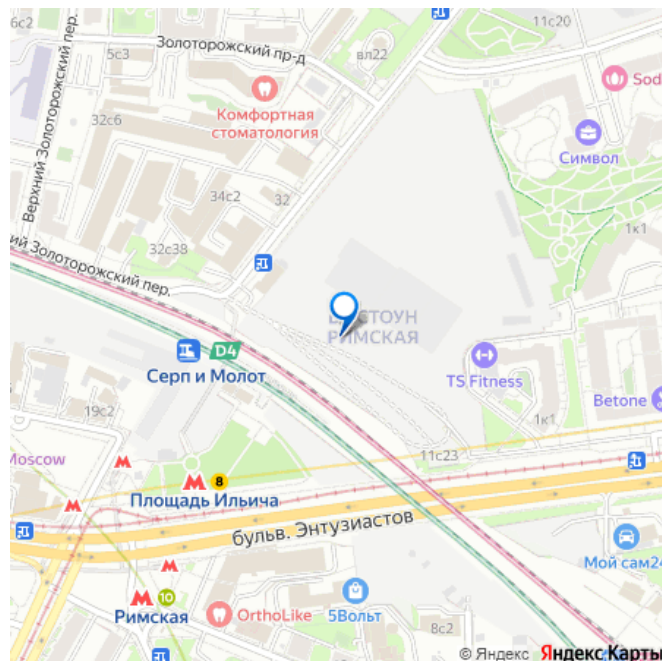 6с2
5с3
Золоторожский пр-д
вл22
11с20
Sod
Комфортная
стоматология
32с6
Символ
Верхний Золоторожский пер.
34с2
32
32с38
1к1
ий Золоторожский пер.
РИМСКАЯ
D4
Серп и Молот
TS Fitness
19с2
1к1
Betone
Moscow
11с23
8
Площадь Ильича
бульв. Энтузиастов
Мой сам24
10
Римская
OrthoLike
5Вольт
8с2
© Яндекс Яндекс Карты